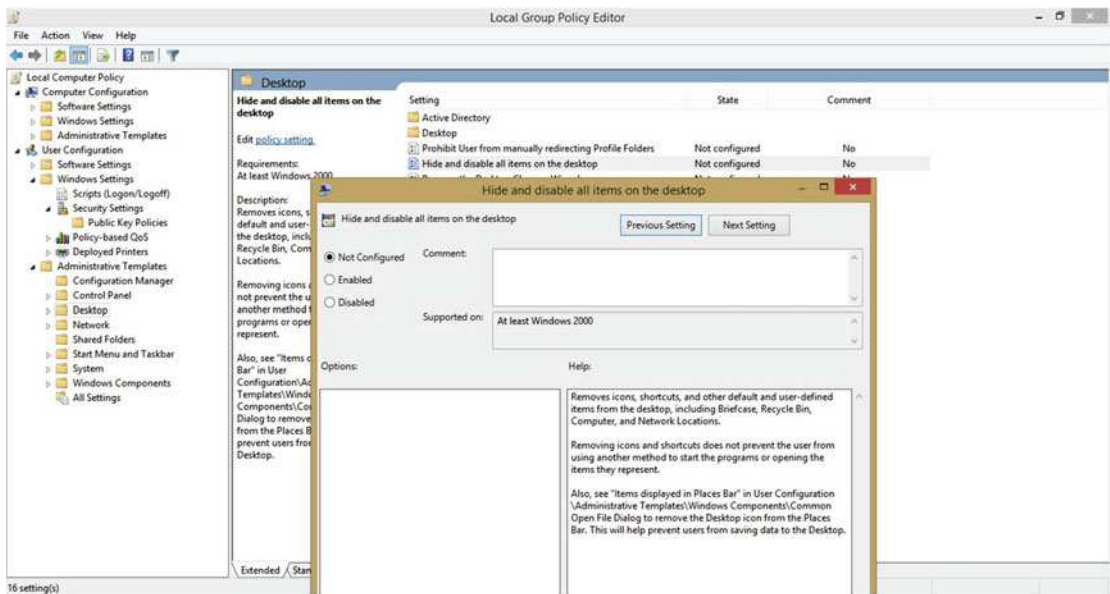 Local Group Policy Editor
File Action View Help
Local Computer Policy
Computer Configuration
Software Settings
Windows Settings
Administrative Templates
User Configuration
Software Settings
Windows Settings
Scripts (Logon/Logoff)
Security Settings
Public Key Policies
Policy-based QoS
Deployed Printers
Administrative Templates
Configuration Manager
Control Panel
Desktop
Network
Shared Folders
Start Menu and Taskbar
System
Windows Components
All Settings
Desktop
Hide and disable all items on the
desktop
Edit policy setting
Requirements:
At least Windows 2000
Description:
Removes icons, s
default and user-
the desktop, inclu
Recycle Bin, Com
Locations.
Removing icons a
not prevent the u
another method t
programs or oper
represent.
Also, see "Items d
Bar" in User
Configuration\Ad
Templates\Windo
Components\Co
Dialog to remove
from the Places B
prevent users fro
Desktop.
Setting State Comment
Active Directory
Desktop
Prohibit User from manually redirecting Profile Folders Not configured No
Hide and disable all items on the desktop Not configured No
Hide and disable all items on the desktop
Hide and disable all items on the desktop
Previous Setting Next Setting
Not Configured Comment:
Enabled
Disabled
Supported on: At least Windows 2000
Options: Help:
Removes icons, shortcuts, and other default and user-defined
items from the desktop, including Briefcase, Recycle Bin,
Computer, and Network Locations.
Removing icons and shortcuts does not prevent the user from
using another method to start the programs or opening the
items they represent.
Also, see "Items displayed in Places Bar" in User Configuration
\Administrative Templates\Windows Components\Common
Open File Dialog to remove the Desktop icon from the Places
Bar. This will help prevent users from saving data to the Desktop.
Extended Stan
16 setting(s)